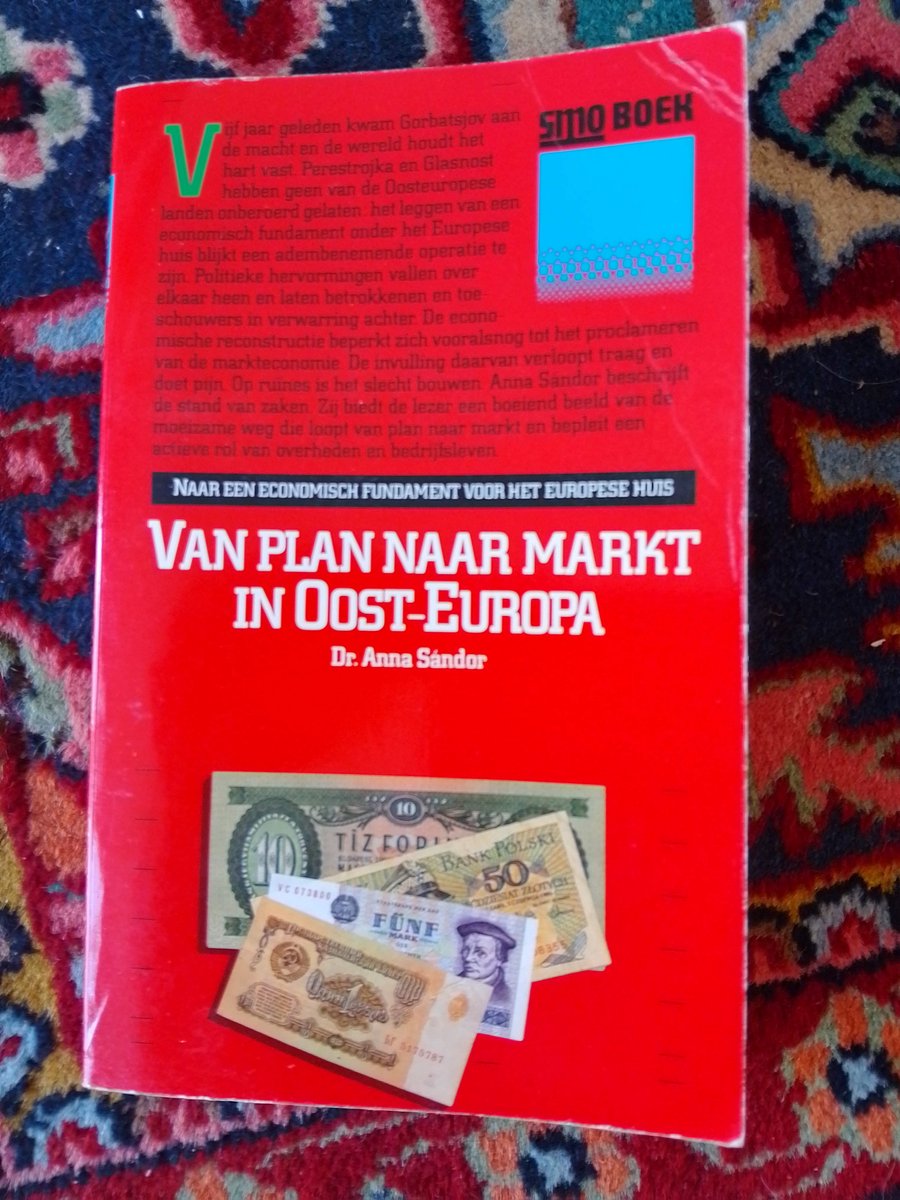 Vijf jaar geleden kwam Gorbatsjov aan
de macht en de wereld houdt het
hart vast. Perestrojka en Glasnost
hebben geen van de Oosteuropese
landen onberoerd gelaten: het leggen van een
economisch fundament onder het Europese
huis blijkt een adembenemende operatie te
zijn. Politieke hervormingen vallen over
elkaar heen en laten betrokkenen en toe-
schouwers in verwarring achter. De econo-
mische reconstructie beperkt zich vooralsnog tot het proclameren
van de markteconomie. De invulling daarvan verloopt traag en
doet pijn. Op ruines is het slecht bouwen. Anna Sándor beschrijft
de stand van zaken. Zij biedt de lezer een boeiend beeld van de
moeizame weg die loopt van plan naar markt en bepleit een
actieve rol van overheden en bedrijfsleven.
SMO BOEK
NAAR EEN ECONOMISCH FUNDAMENT VOOR HET EUROPESE HUIS
VAN PLAN NAAR MARKT
IN OOST-EUROPA
Dr. Anna Sándor
10
10
TÍZ FORIN
BANK POLSKI
50
VC 073800
FÜNF
MARK
1
5375787